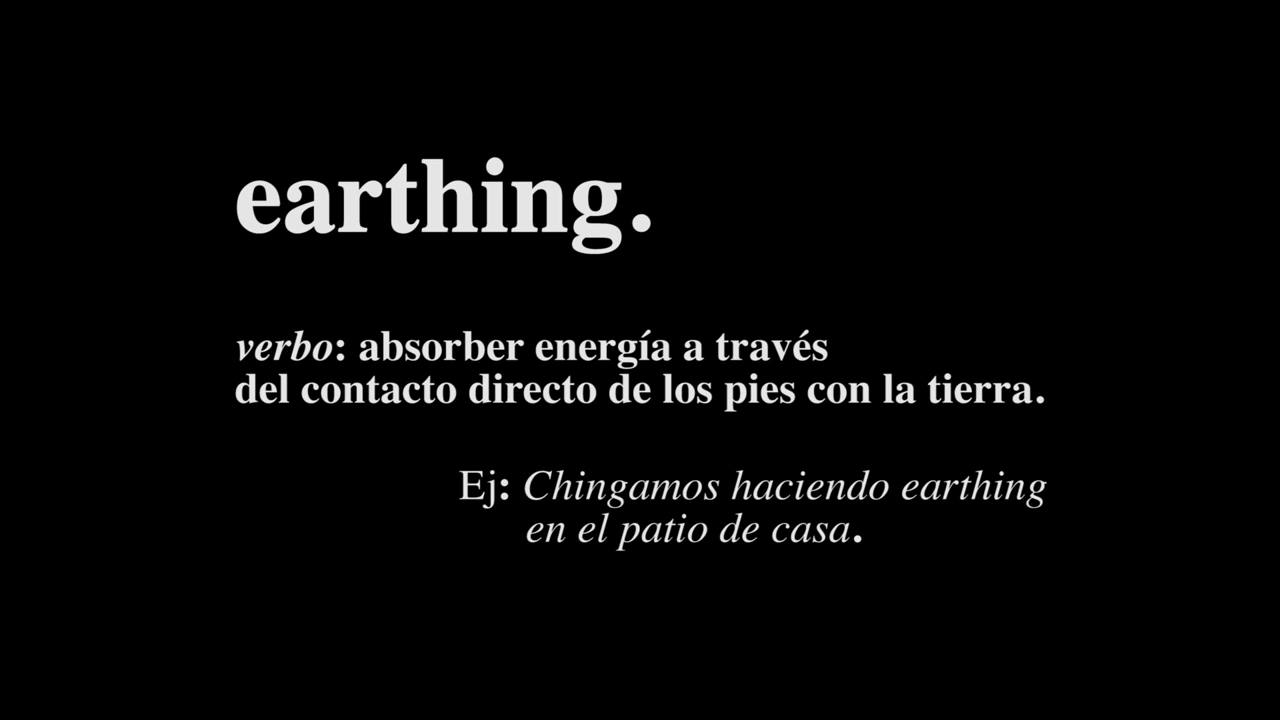 earthing.
verbo: absorber energía a través
del contacto directo de los pies con la tierra.
Ej: Chingamos haciendo earthing
en el patio de casa.